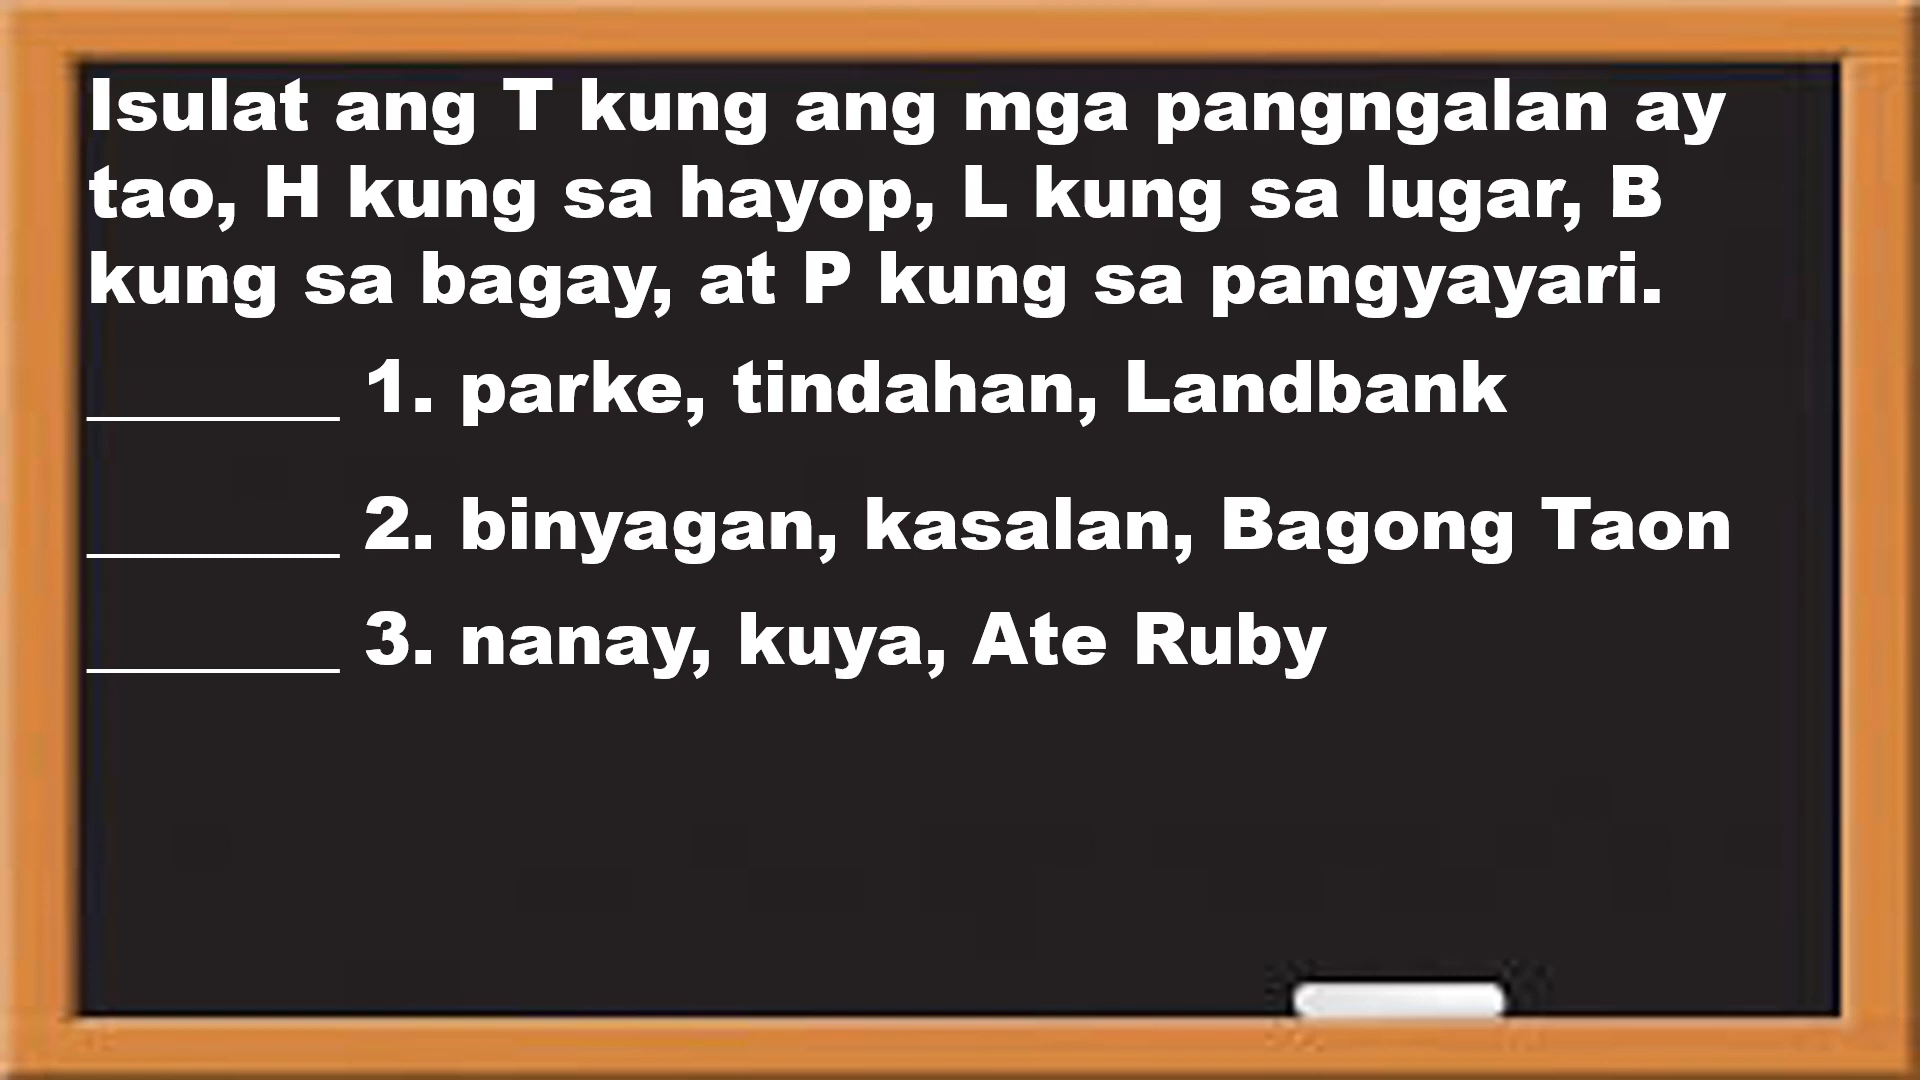 Isulat ang T kung ang mga pangngalan ay
tao, H kung sa hayop, L kung sa lugar, B
kung sa bagay, at P kung sa pangyayari.
_______ 1. parke, tindahan, Landbank
_______ 2. binyagan, kasalan, Bagong Taon
_______ 3. nanay, kuya, Ate Ruby